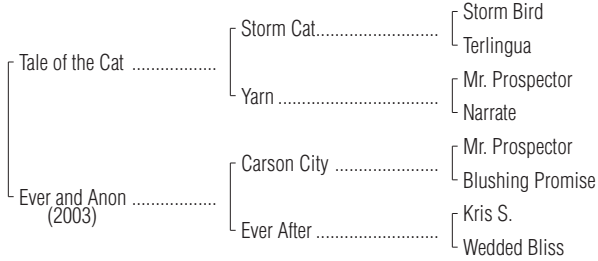 Storm Bird
Storm Cat..............................
Terlingua
Tale of the Cat ...................
Mr. Prospector
Yarn ......................................
Narrate
Mr. Prospector
Carson City ........................
Blushing Promise
Ever and Anon ...................
(2003)
Kris S.
Ever After .............................
Wedded Bliss